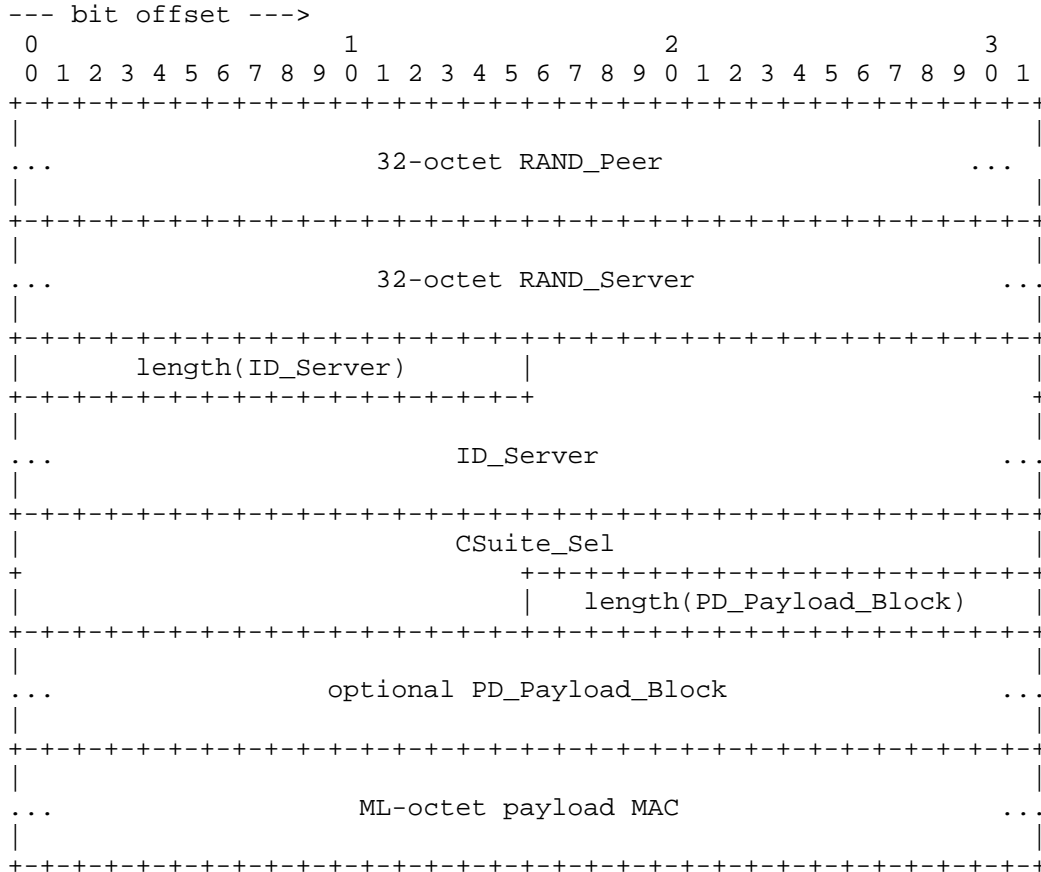 --- bit offset --->
 0                   1                   2                   3
 0 1 2 3 4 5 6 7 8 9 0 1 2 3 4 5 6 7 8 9 0 1 2 3 4 5 6 7 8 9 0 1
+-+-+-+-+-+-+-+-+-+-+-+-+-+-+-+-+-+-+-+-+-+-+-+-+-+-+-+-+-+-+-+-+
|                                                               |
...                    32-octet RAND_Peer                   ...
|                                                               |
+-+-+-+-+-+-+-+-+-+-+-+-+-+-+-+-+-+-+-+-+-+-+-+-+-+-+-+-+-+-+-+-+
|                                                               |
...                    32-octet RAND_Server                   ...
|                                                               |
+-+-+-+-+-+-+-+-+-+-+-+-+-+-+-+-+-+-+-+-+-+-+-+-+-+-+-+-+-+-+-+-+
|       length(ID_Server)       |                               |
+-+-+-+-+-+-+-+-+-+-+-+-+-+-+-+-+                               +
|                                                               |
...                         ID_Server                         ...
|                                                               |
+-+-+-+-+-+-+-+-+-+-+-+-+-+-+-+-+-+-+-+-+-+-+-+-+-+-+-+-+-+-+-+-+
|                           CSuite_Sel                          |
+                               +-+-+-+-+-+-+-+-+-+-+-+-+-+-+-+-+
|                               |   length(PD_Payload_Block)    |
+-+-+-+-+-+-+-+-+-+-+-+-+-+-+-+-+-+-+-+-+-+-+-+-+-+-+-+-+-+-+-+-+
|                                                               |
...                 optional PD_Payload_Block                 ...
|                                                               |
+-+-+-+-+-+-+-+-+-+-+-+-+-+-+-+-+-+-+-+-+-+-+-+-+-+-+-+-+-+-+-+-+
|                                                               |
...                   ML-octet payload MAC                    ...
|                                                               |
+-+-+-+-+-+-+-+-+-+-+-+-+-+-+-+-+-+-+-+-+-+-+-+-+-+-+-+-+-+-+-+-+